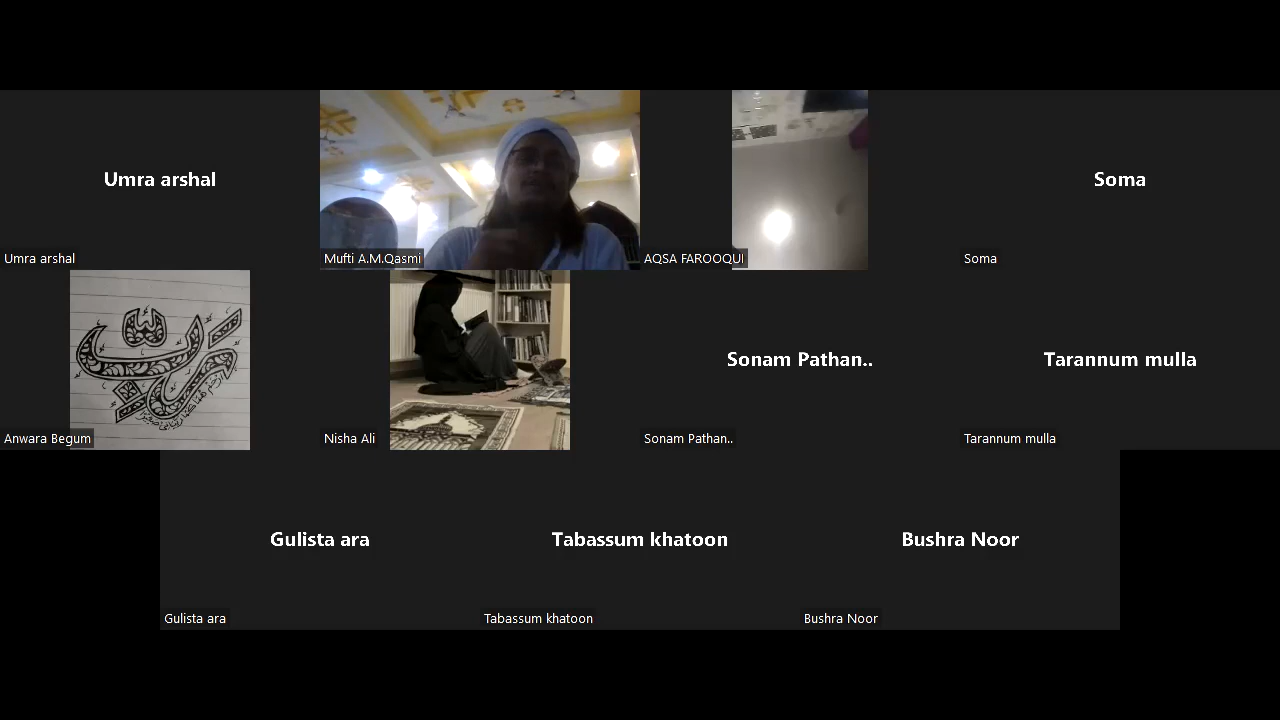 Umra arshal
Umra arshal
Mufti A.M.Qasmi
AQSA FAROOQUI
Soma
Soma
Anwara Begum
Nisha Ali
Sonam Pathan..
Sonam Pathan..
Tarannum mulla
Tarannum mulla
Gulista ara
Gulista ara
Tabassum khatoon
Tabassum khatoon
Bushra Noor
Bushra Noor